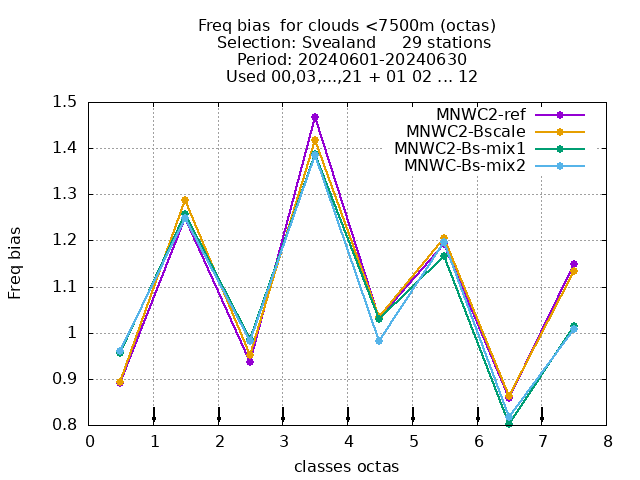 Freq bias  for clouds <7500m (octas)
Selection: Svealand     29 stations
Period: 20240601-20240630
Used 00,03,...,21 + 01 02 ... 12
MNWC2-ref
MNWC2-Bscale
MNWC2-Bs-mix1
MNWC-Bs-mix2
Freq bias
1.5
1.4
1.3
1.2
1.1
1
0.9
0.8
0 1 2 3 4 5 6 7 8
classes octas